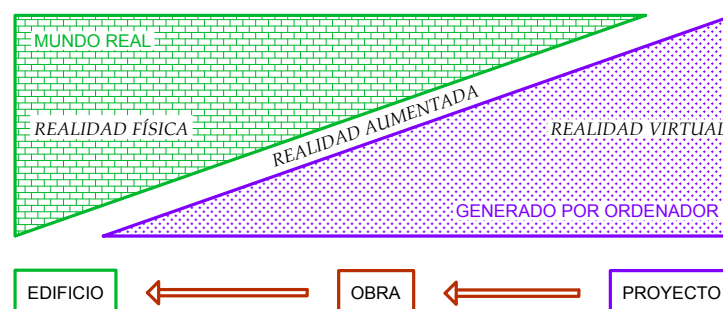 MUNDO REAL
REALIDAD FÍSICA
REALIDAD AUMENTADA
REALIDAD VIRTUAL
GENERADO POR ORDENADOR
EDIFICIO
OBRA
PROYECTO